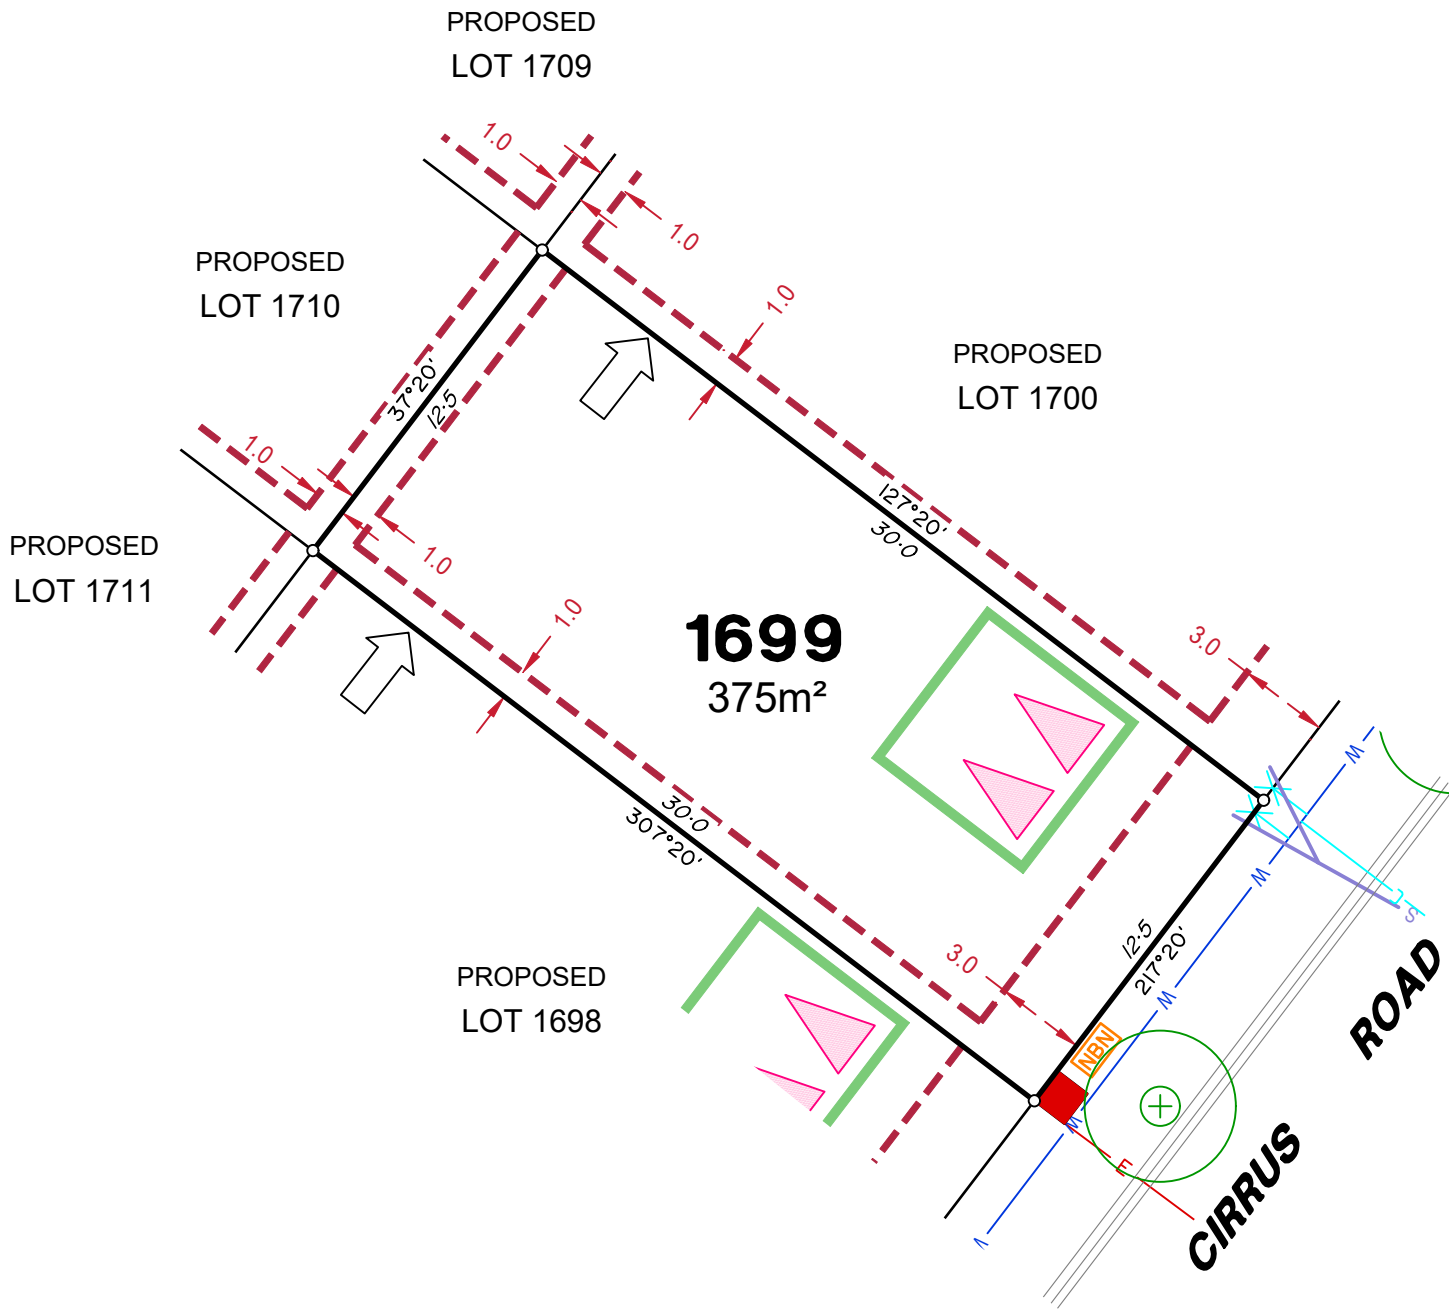 PROPOSED
LOT 1709
1.0
1.0
PROPOSED
LOT 1710
1.0
PROPOSED
LOT 1700
37°20'
12·5
1.0
127°20'
30·0
PROPOSED
LOT 1711
1.0
1.0
1699
375m²
3.0
W
30·0
307°20'
W
S
3.0
12·5
217°20'
W
PROPOSED
LOT 1698
NBN
W
E
ROAD
CIRRUS